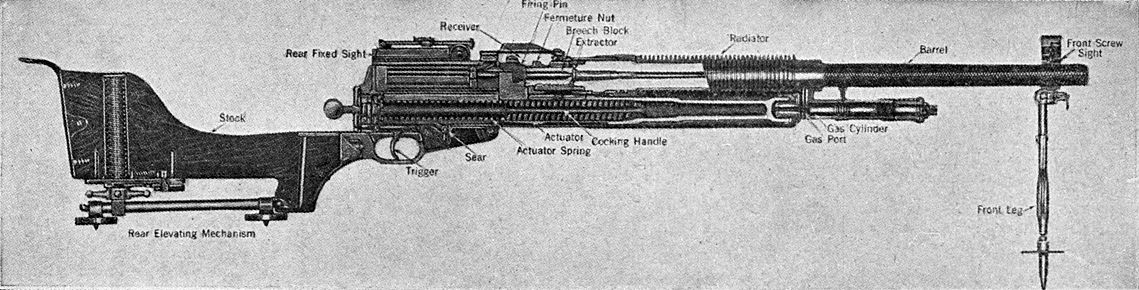 Firing Pin
Fermeture Nut
Receiver
Breech Block
Extractor
Radiator
Rear Fixed Sight
Barrel
Front Screw
Sight
Stock
Actuator
Cocking Handle
Actuator Spring
Sear
Trigger
Gas Cylinder
Gas Port
Front Leg
Rear Elevating Mechanism